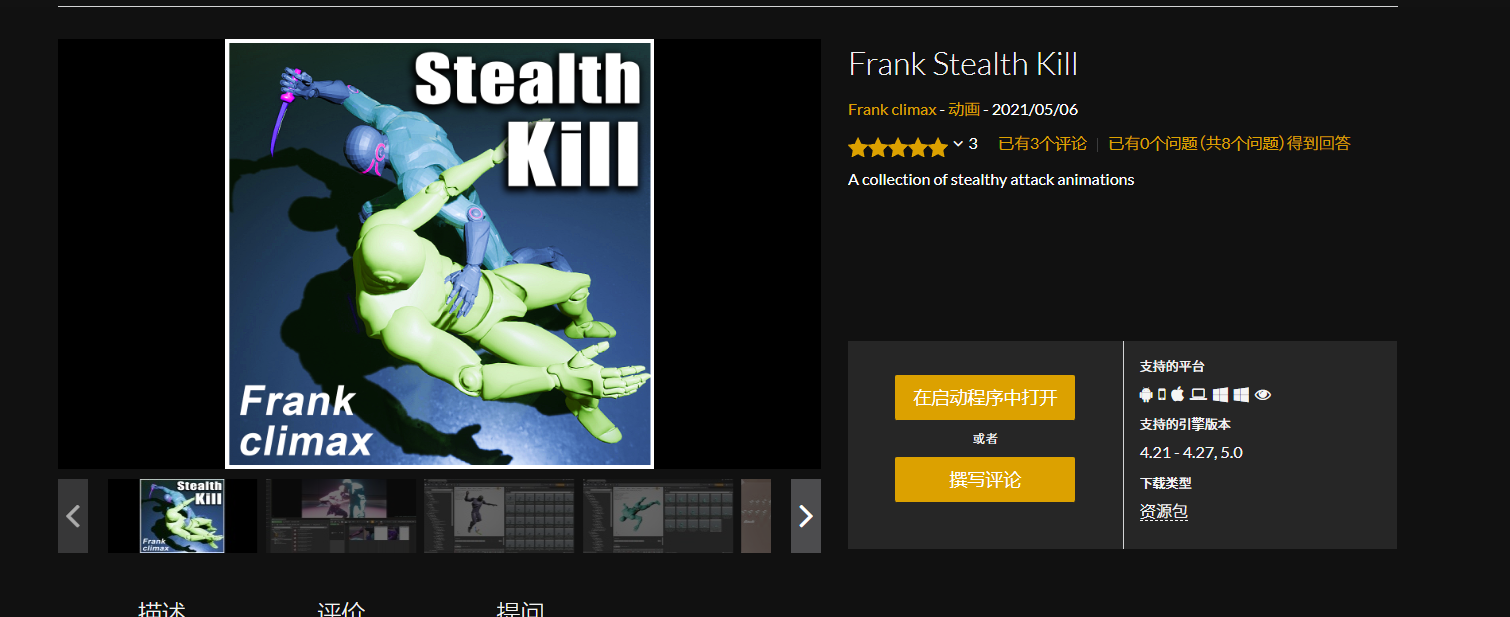 Stealth
Kill
Frank
climax
Frank Stealth Kill
Frank climax - 动画 - 2021/05/06
3 已有3个评论 | 已有0个问题 (共8个问题) 得到回答
A collection of stealthy attack animations
在启动程序中打开
或者
撰写评论
支持的平台
支持的引擎版本
4.21 - 4.27, 5.0
下载类型
资源包
Stealth
Kill
Frank
climax
描述 评价 提问